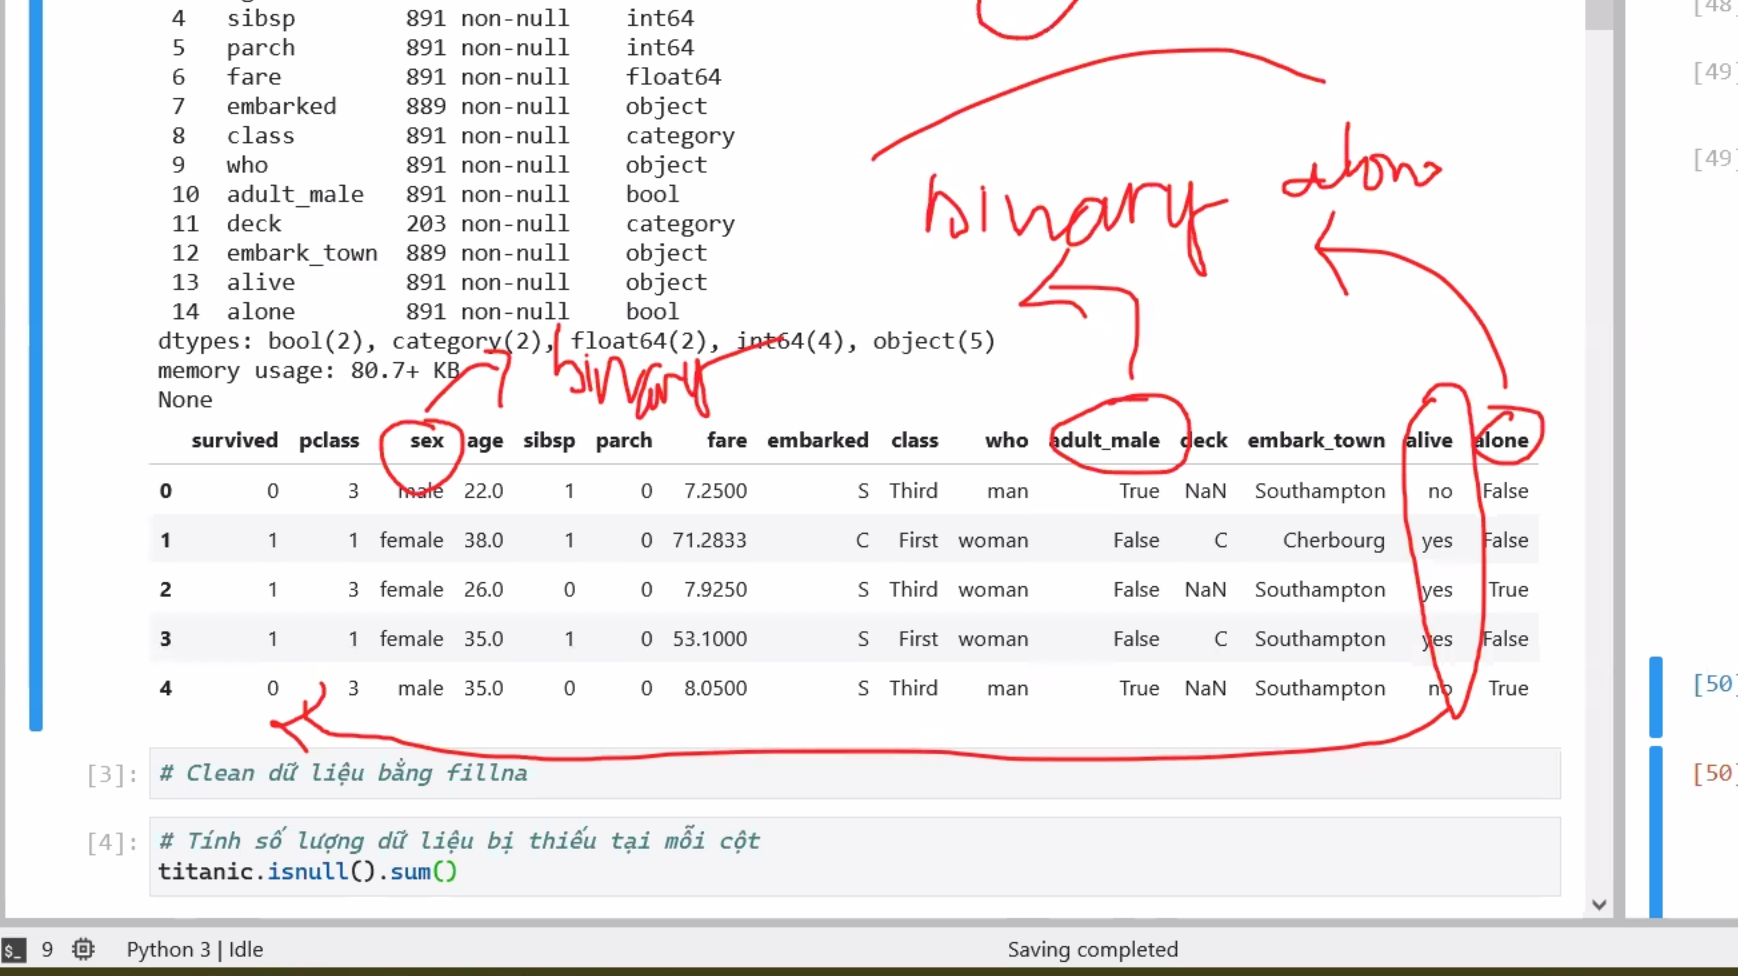 4 sibsp 891 non-null int64
5 parch 891 non-null int64
6 fare 891 non-null float64
7 embarked 889 non-null object
8 class 891 non-null category
9 who 891 non-null object
10 adult_male 891 non-null bool
11 deck 203 non-null category
12 embark_town 889 non-null object
13 alive 891 non-null object
14 alone 891 non-null bool
dtypes: bool(2), category(2), float64(2), int64(4), object(5)
memory usage: 80.7+ KB
None
binary
alone
binary
survived pclass sex age sibsp parch fare embarked class who adult_male deck embark_town alive alone
0 0 3 male 22.0 1 0 7.2500 S Third man True NaN Southampton no False
1 1 1 female 38.0 1 0 71.2833 C First woman False C Cherbourg yes False
2 1 3 female 26.0 0 0 7.9250 S Third woman False NaN Southampton yes True
3 1 1 female 35.0 1 0 53.1000 S First woman False C Southampton yes False
4 0 3 male 35.0 0 0 8.0500 S Third man True NaN Southampton no True
[3]: # Clean dữ liệu bằng fillna
[4]: # Tính số lượng dữ liệu bị thiếu tại mỗi cột
titanic.isnull().sum()
[49]
[49]
[50]
[50]
$_ 9 Python 3 | Idle Saving completed